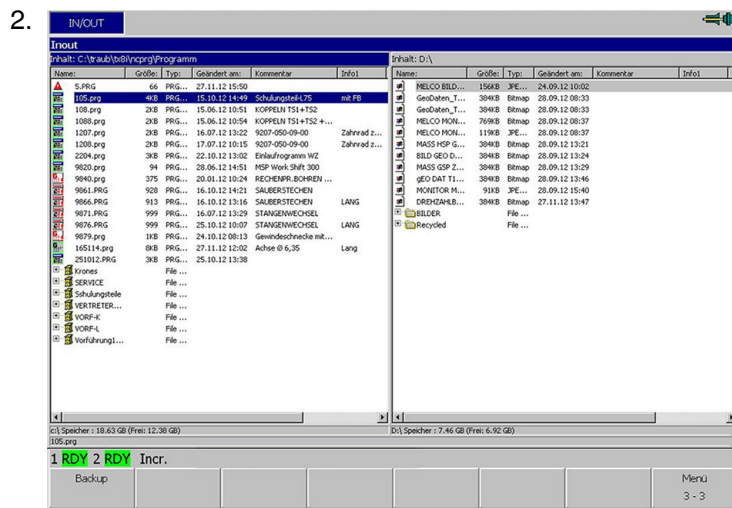 2.
IN/OUT
Inout
Inhalt: C:\traub\tx8i\ncprg\Programm
Name: Größe: Typ: Geändert am: Kommentar Info1
5.PRG 66 PRG... 27.11.12 15:50
105.prg 4KB PRG... 15.10.12 14:49 Schulungsteil-L75 mit FB
108.prg 2KB PRG... 15.06.12 10:51 KOPPELN TS1+TS2
1088.prg 2KB PRG... 15.06.12 10:54 KOPPELN TS1+TS2 +...
1207.prg 2KB PRG... 16.07.12 13:22 9207-050-09-00 Zahnrad z...
1208.prg 2KB PRG... 17.07.12 10:15 9207-050-09-00 Zahnrad z...
2204.prg 3KB PRG... 22.10.12 13:02 Einlaufrogramm WZ
9820.prg 94 PRG... 28.06.12 14:51 MSP Work Shift 300
9840.prg 375 PRG... 20.01.12 10:24 RECHENPR.BOHREN ...
9861.PRG 928 PRG... 16.10.12 14:21 SAUBERSTECHEN
9866.PRG 913 PRG... 16.10.12 13:16 SAUBERSTECHEN LANG
9871.PRG 999 PRG... 16.07.12 13:29 STANGENWECHSEL
9876.PRG 999 PRG... 25.10.12 10:07 STANGENWECHSEL LANG
9879.prg 1KB PRG... 24.10.12 08:13 Gewindeschnecke mit...
165114.prg 8KB PRG... 27.11.12 12:02 Achse Ø 6,35 Lang
251012.PRG 3KB PRG... 25.10.12 13:38
Krones File ...
SERVICE File ...
Sshulungsteile File ...
VERTRETER... File ...
VORF-K File ...
VORF-L File ...
Vorführung1... File ...
c:\ Speicher : 18.63 GB (Frei: 12.38 GB)
105.prg
Inhalt: D:\
Name: Größe: Typ: Geändert am: Kommentar Info1
MELCO BILD... 156KB JPE... 24.09.12 10:02
GeoDaten_T... 384KB Bitmap 28.09.12 08:33
GeoDaten_T... 384KB Bitmap 28.09.12 08:33
MELCO MON... 769KB Bitmap 28.09.12 08:37
MELCO MON... 119KB JPE... 28.09.12 08:37
MASS HSP G... 384KB Bitmap 28.09.12 13:21
BILD GEO D... 384KB Bitmap 28.09.12 13:24
MASS GSP Z... 384KB Bitmap 28.09.12 13:29
gEO DAT T1... 384KB Bitmap 28.09.12 13:46
MONITOR M... 91KB JPE... 28.09.12 15:40
DREHZAHLB... 384KB Bitmap 27.11.12 13:47
BILDER File ...
Recycled File ...
D:\ Speicher : 7.46 GB (Frei: 6.92 GB)
1 RDY 2 RDY Incr.
Backup
Menü
3 - 3